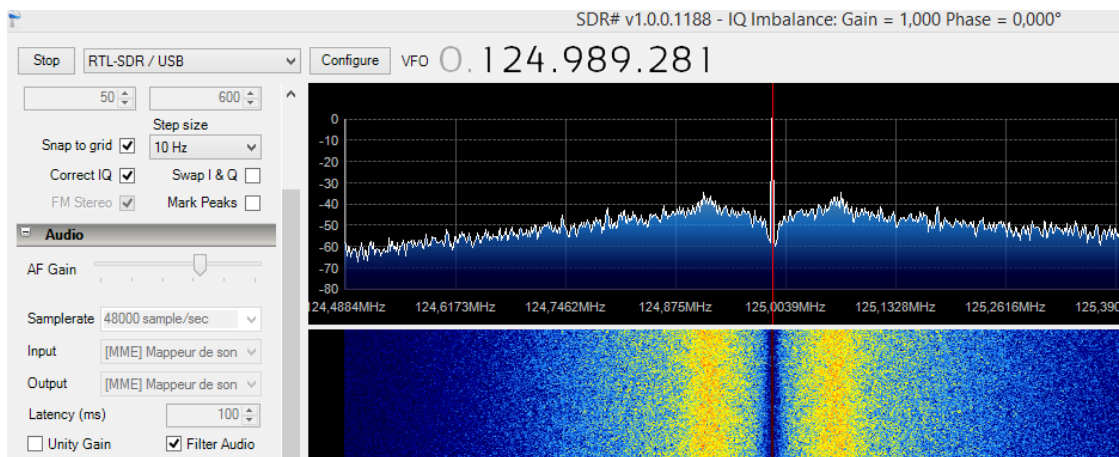 SDR# v1.0.0.1188 - IQ Imbalance: Gain = 1,000 Phase = 0,000°
Stop RTL-SDR / USB Configure VFO 0.124.989.281
50 600
Step size
Snap to grid 10 Hz
Correct IQ Swap I & Q
FM Stereo Mark Peaks
Audio
AF Gain
Samplerate 48000 sample/sec
Input [MME] Mappeur de son
Output [MME] Mappeur de son
Latency (ms) 100
Unity Gain Filter Audio
0
-10
-20
-30
-40
-50
-60
-70
-80
124,4884MHz 124,6173MHz 124,7462MHz 124,875MHz 125,0039MHz 125,1328MHz 125,2616MHz 125,390